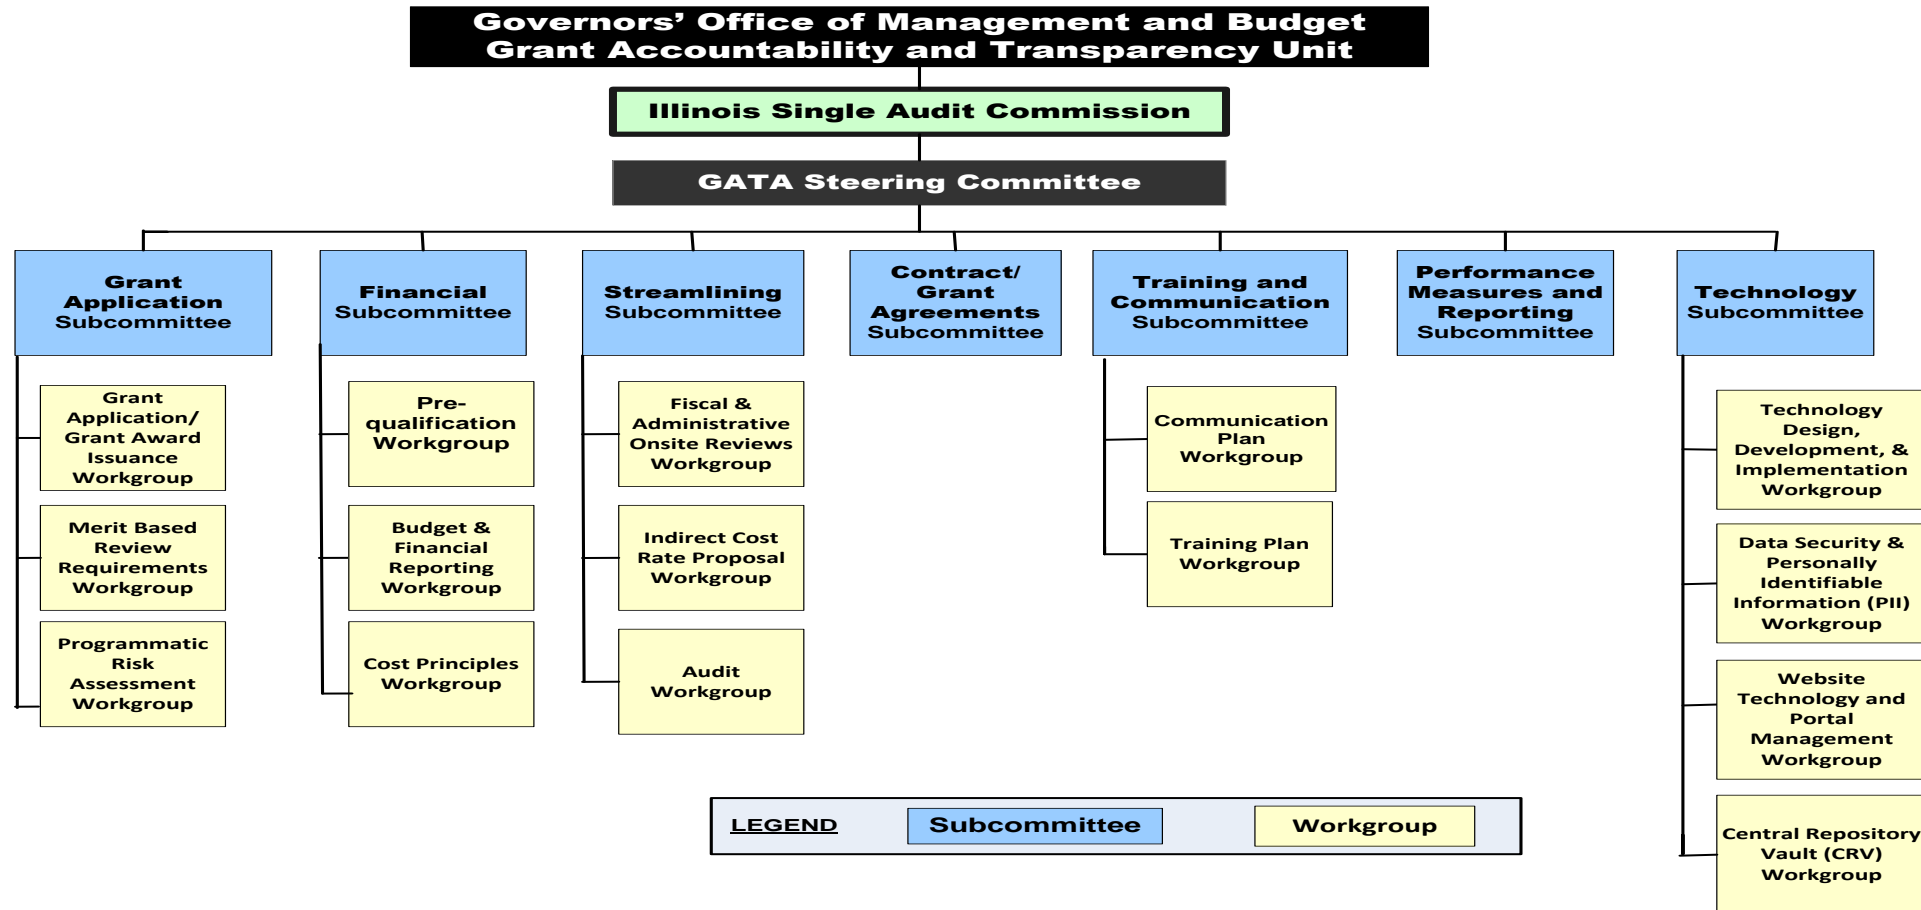 Governors’ Office of Management and Budget
Grant Accountability and Transparency Unit
Illinois Single Audit Commission
GATA Steering Committee
Grant
Application
Subcommittee
Financial
Subcommittee
Streamlining
Subcommittee
Contract/
Grant
Agreements
Subcommittee
Training and
Communication
Subcommittee
Performance
Measures and
Reporting
Subcommittee
Technology
Subcommittee
Grant
Application/
Grant Award
Issuance
Workgroup
Merit Based
Review
Requirements
Workgroup
Programmatic
Risk
Assessment
Workgroup
Pre-
qualification
Workgroup
Budget &
Financial
Reporting
Workgroup
Cost Principles
Workgroup
Fiscal &
Administrative
Onsite Reviews
Workgroup
Indirect Cost
Rate Proposal
Workgroup
Audit
Workgroup
Communication
Plan
Workgroup
Training Plan
Workgroup
Technology
Design,
Development, &
Implementation
Workgroup
Data Security &
Personally
Identifiable
Information (PII)
Workgroup
Website
Technology and
Portal
Management
Workgroup
Central Repository
Vault (CRV)
Workgroup
LEGEND
Subcommittee
Workgroup